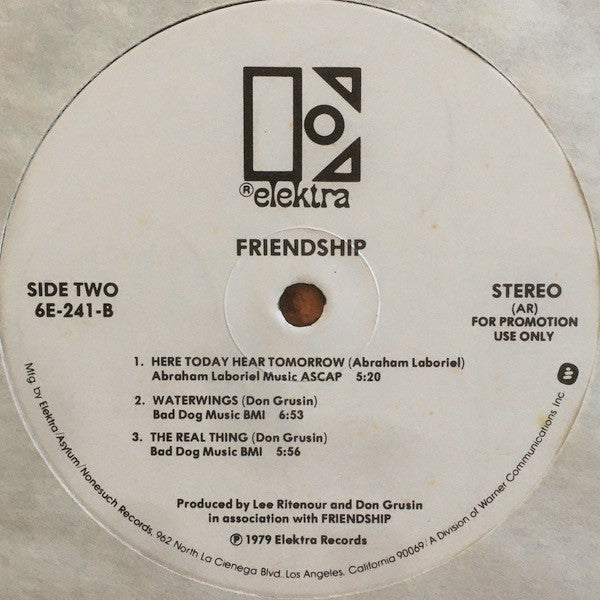 ® elektra
FRIENDSHIP
SIDE TWO
6E-241-B
STEREO
(AR)
FOR PROMOTION
USE ONLY
1. HERE TODAY HEAR TOMORROW (Abraham Laboriel)
Abraham Laboriel Music ASCAP 5:20
2. WATERWINGS (Don Grusin)
Bad Dog Music BMI 6:53
3. THE REAL THING (Don Grusin)
Bad Dog Music BMI 5:56
Produced by Lee Ritenour and Don Grusin
in association with FRIENDSHIP
℗ 1979 Elektra Records
Mfg. by Elektra/Asylum/Nonesuch Records, 962 North La Cienega Blvd. Los Angeles, California 90069/A Division of Warner Communications Inc